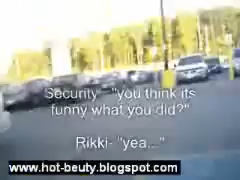 Security - "you think its
funny what you did?"
Rikki- "yea..."
www.hot-beuty.blogspot.com